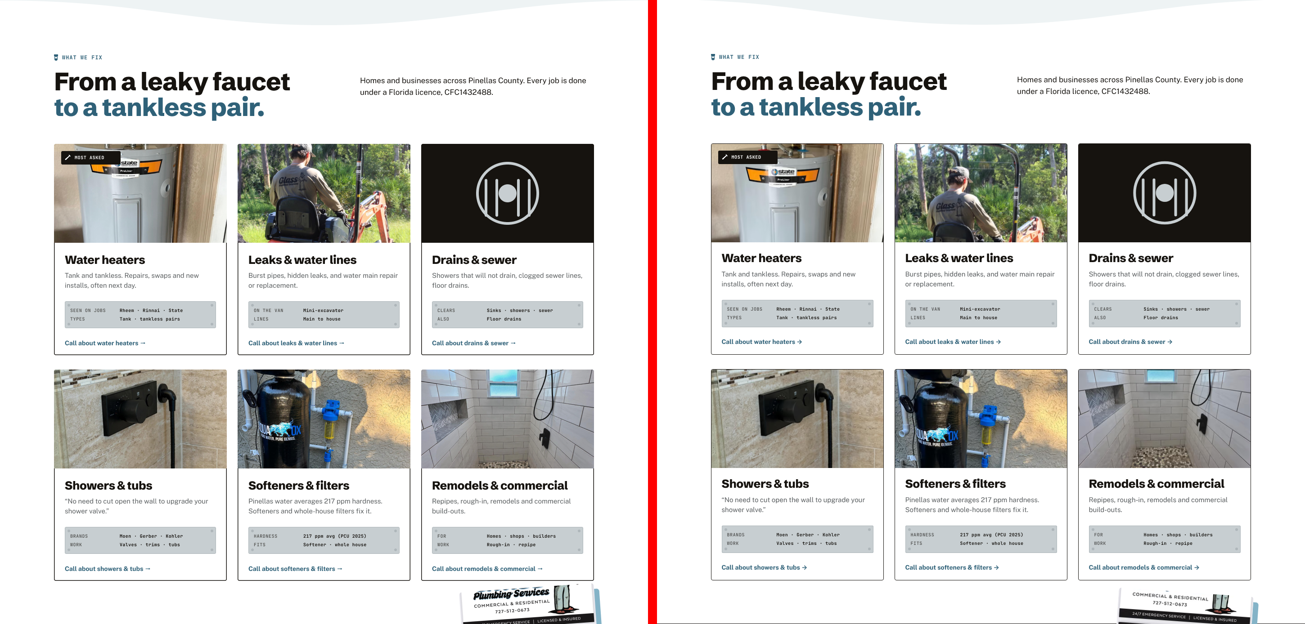 WHAT WE FIX
From a leaky faucet
to a tankless pair.
Homes and businesses across Pinellas County. Every job is done
under a Florida licence, CFC1432488.
MOST ASKED
state
Water heaters
Tank and tankless. Repairs, swaps and new
installs, often next day.
SEEN ON JOBS Rheem · Rinnai · State
TYPES Tank · tankless pairs
Call about water heaters →
Leaks & water lines
Burst pipes, hidden leaks, and water main repair
or replacement.
ON THE VAN Mini-excavator
LINES Main to house
Call about leaks & water lines →
Drains & sewer
Showers that will not drain, clogged sewer lines,
floor drains.
CLEARS Sinks · showers · sewer
ALSO Floor drains
Call about drains & sewer →
Showers & tubs
“No need to cut open the wall to upgrade your
shower valve.”
BRANDS Moen · Gerber · Kohler
WORK Valves · trims · tubs
Call about showers & tubs →
Softeners & filters
Pinellas water averages 217 ppm hardness.
Softeners and whole-house filters fix it.
HARDNESS 217 ppm avg (PCU 2025)
FITS Softener · whole house
Call about softeners & filters →
Remodels & commercial
Repipes, rough-in, remodels and commercial
build-outs.
FOR Homes · shops · builders
WORK Rough-in · repipe
Call about remodels & commercial →
Plumbing Services
COMMERCIAL & RESIDENTIAL
727-512-0673
EMERGENCY SERVICE | LICENSED & INSURED
WHAT WE FIX
From a leaky faucet
to a tankless pair.
Homes and businesses across Pinellas County. Every job is done
under a Florida licence, CFC1432488.
MOST ASKED
state
Water heaters
Tank and tankless. Repairs, swaps and new
installs, often next day.
SEEN ON JOBS Rheem · Rinnai · State
TYPES Tank · tankless pairs
Call about water heaters →
Leaks & water lines
Burst pipes, hidden leaks, and water main repair
or replacement.
ON THE VAN Mini-excavator
LINES Main to house
Call about leaks & water lines →
Drains & sewer
Showers that will not drain, clogged sewer lines,
floor drains.
CLEARS Sinks · showers · sewer
ALSO Floor drains
Call about drains & sewer →
Showers & tubs
“No need to cut open the wall to upgrade your
shower valve.”
BRANDS Moen · Gerber · Kohler
WORK Valves · trims · tubs
Call about showers & tubs →
Softeners & filters
Pinellas water averages 217 ppm hardness.
Softeners and whole-house filters fix it.
HARDNESS 217 ppm avg (PCU 2025)
FITS Softener · whole house
Call about softeners & filters →
Remodels & commercial
Repipes, rough-in, remodels and commercial
build-outs.
FOR Homes · shops · builders
WORK Rough-in · repipe
Call about remodels & commercial →
COMMERCIAL & RESIDENTIAL
727-512-0673
24/7 EMERGENCY SERVICE | LICENSED & INSURED